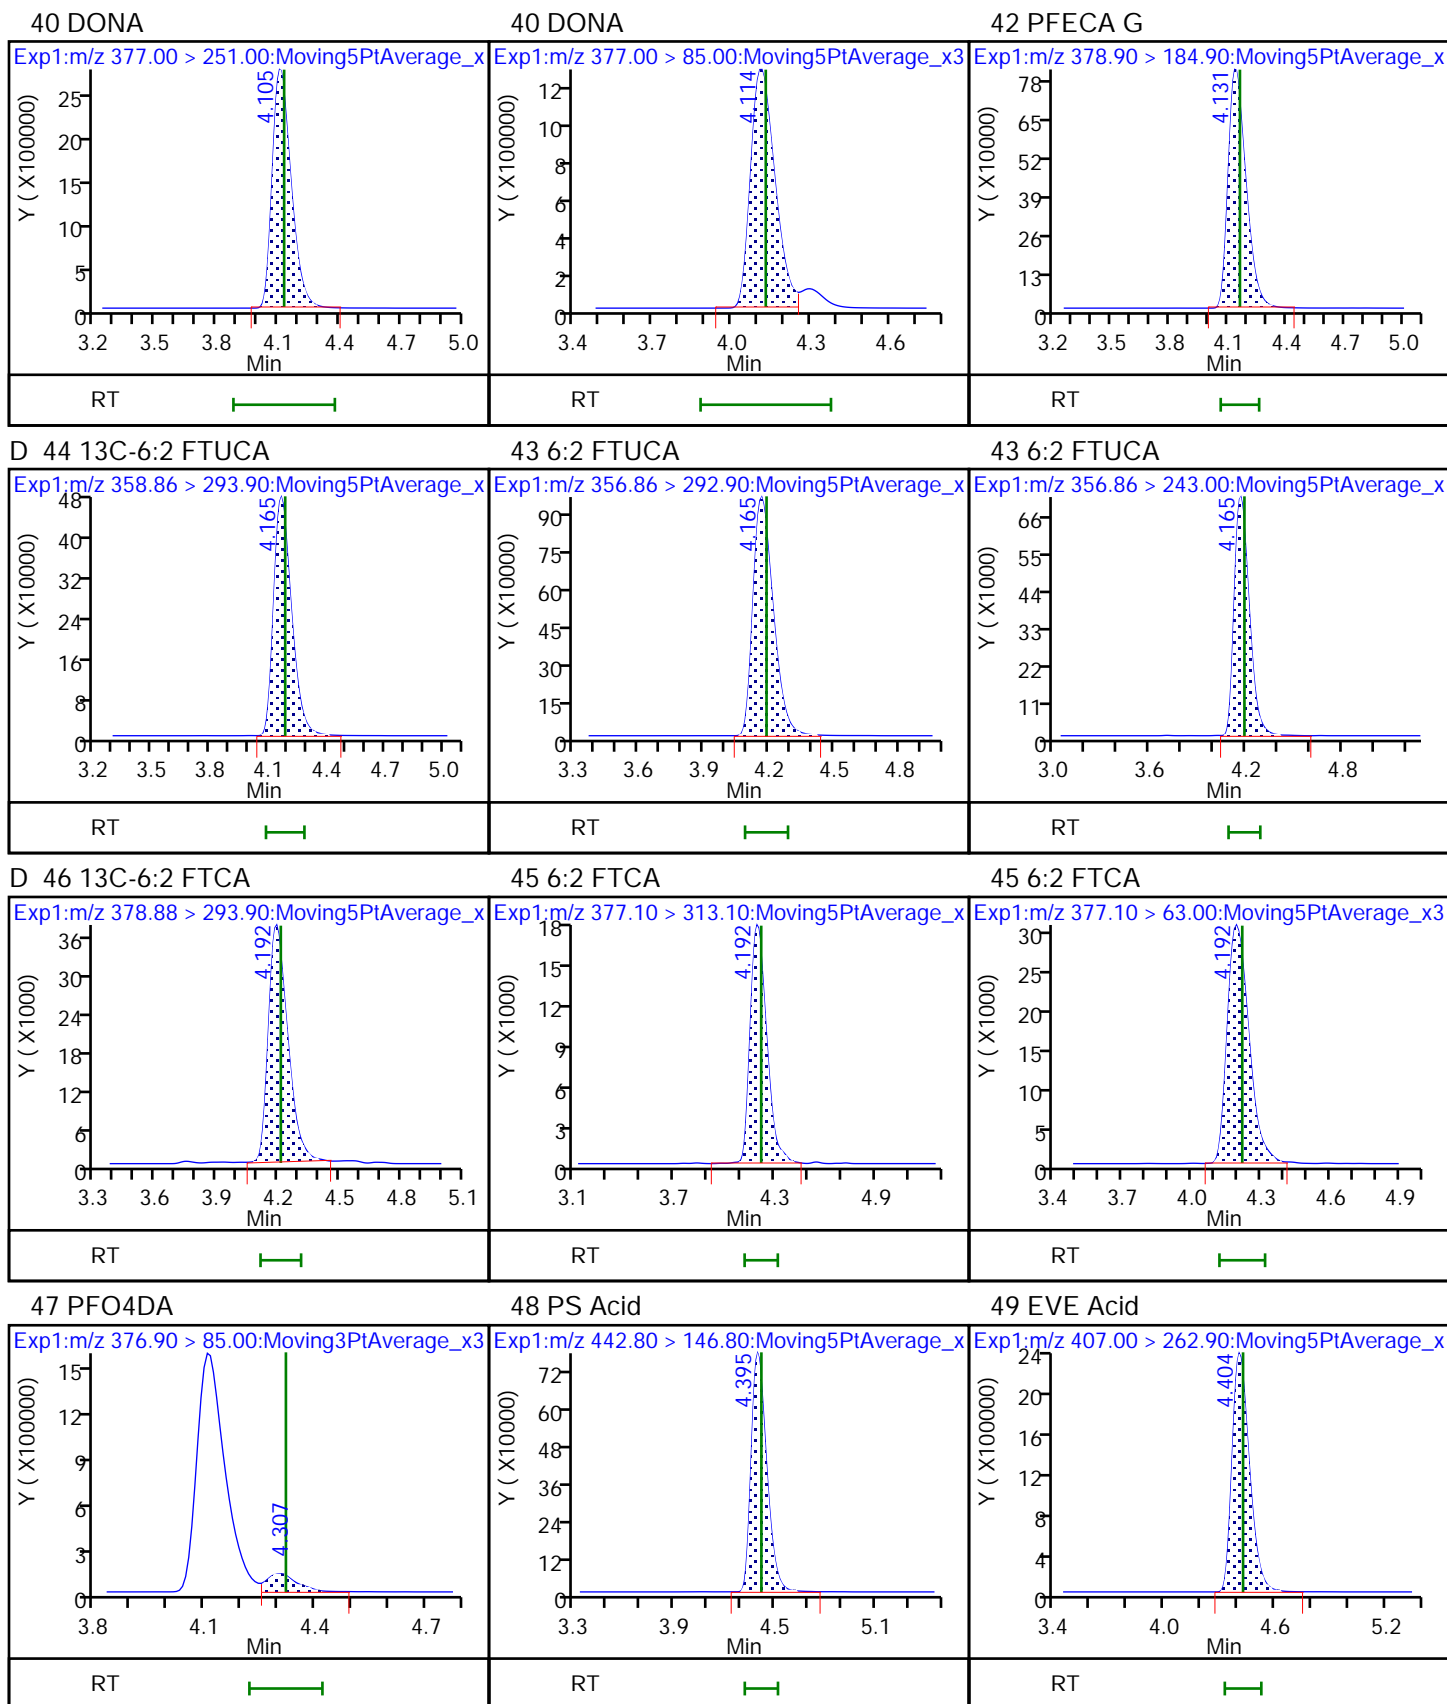 40 DONA
Exp1:m/z 377.00 > 251.00:Moving5PtAverage_x
Y ( X100000)
25
20
15
10
5
0
4.105
3.2 3.5 3.8 4.1 4.4 4.7 5.0
Min
RT
40 DONA
Exp1:m/z 377.00 > 85.00:Moving5PtAverage_x3
Y ( X100000)
12
10
8
6
4
2
0
4.114
3.4 3.7 4.0 4.3 4.6
Min
RT
42 PFECA G
Exp1:m/z 378.90 > 184.90:Moving5PtAverage_x
Y ( X10000)
78
65
52
39
26
13
0
4.131
3.2 3.5 3.8 4.1 4.4 4.7 5.0
Min
RT
D 44 13C-6:2 FTUCA
Exp1:m/z 358.86 > 293.90:Moving5PtAverage_x
Y ( X10000)
48
40
32
24
16
8
0
4.165
3.2 3.5 3.8 4.1 4.4 4.7 5.0
Min
RT
43 6:2 FTUCA
Exp1:m/z 356.86 > 292.90:Moving5PtAverage_x
Y ( X10000)
90
75
60
45
30
15
0
4.165
3.3 3.6 3.9 4.2 4.5 4.8
Min
RT
43 6:2 FTUCA
Exp1:m/z 356.86 > 243.00:Moving5PtAverage_x
Y ( X1000)
66
55
44
33
22
11
0
4.165
3.0 3.6 4.2 4.8
Min
RT
D 46 13C-6:2 FTCA
Exp1:m/z 378.88 > 293.90:Moving5PtAverage_x
Y ( X1000)
36
30
24
18
12
6
0
4.192
3.3 3.6 3.9 4.2 4.5 4.8 5.1
Min
RT
45 6:2 FTCA
Exp1:m/z 377.10 > 313.10:Moving5PtAverage_x
Y ( X1000)
18
15
12
9
6
3
0
4.192
3.1 3.7 4.3 4.9
Min
RT
45 6:2 FTCA
Exp1:m/z 377.10 > 63.00:Moving5PtAverage_x3
Y ( X1000)
30
25
20
15
10
5
0
4.192
3.4 3.7 4.0 4.3 4.6 4.9
Min
RT
47 PFO4DA
Exp1:m/z 376.90 > 85.00:Moving3PtAverage_x3
Y ( X100000)
15
12
9
6
3
0
4.307
3.8 4.1 4.4 4.7
Min
RT
48 PS Acid
Exp1:m/z 442.80 > 146.80:Moving5PtAverage_x
Y ( X100000)
72
60
48
36
24
12
0
4.395
3.3 3.9 4.5 5.1
Min
RT
49 EVE Acid
Exp1:m/z 407.00 > 262.90:Moving5PtAverage_x
Y ( X100000)
24
20
16
12
8
4
0
4.404
3.4 4.0 4.6 5.2
Min
RT